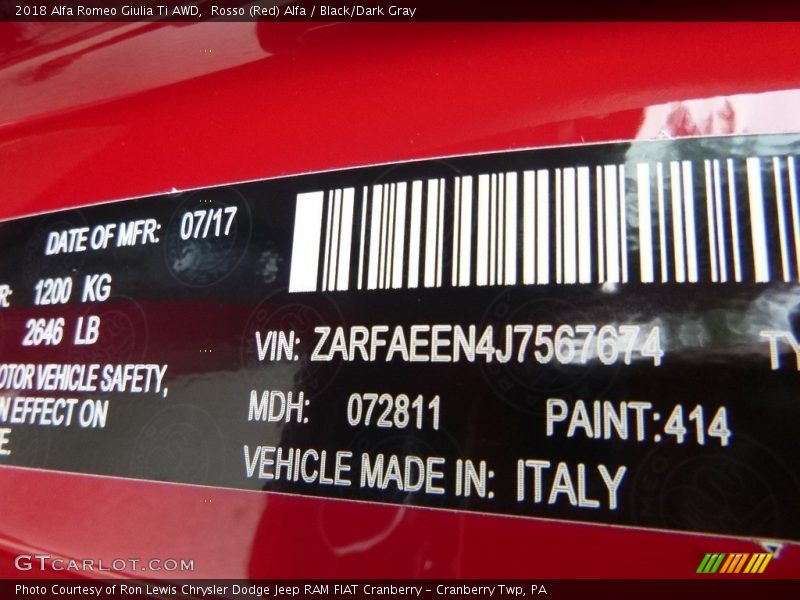 2018 Alfa Romeo Giulia Ti AWD, Rosso (Red) Alfa / Black/Dark Gray
DATE OF MFR: 07/17
R: 1200 KG
2646 LB
VIN: ZARFAEEN4J7567674 TY
OTOR VEHICLE SAFETY,
N EFFECT ON
E
MDH: 072811 PAINT:414
VEHICLE MADE IN: ITALY
GTCARLOT.COM
Photo Courtesy of Ron Lewis Chrysler Dodge Jeep RAM FIAT Cranberry – Cranberry Twp, PA